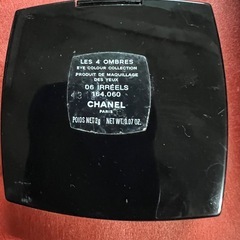 LES 4 OMBRES
EYE COLOUR COLLECTION
PRODUIT DE MAQUILLAGE
DES YEUX
06 IRRÉELS
164,060
CHANEL
PARIS
POIDS NET 2g NET WT. 0.07 OZ.